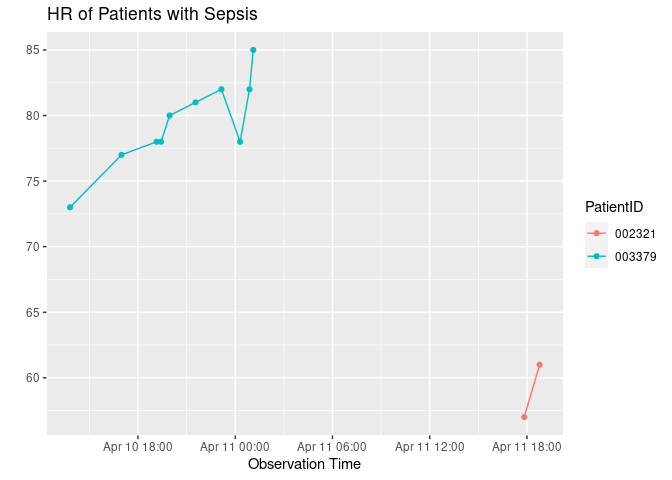 HR of Patients with Sepsis
85
80
75
70
65
60
Apr 10 18:00 Apr 11 00:00 Apr 11 06:00 Apr 11 12:00 Apr 11 18:00
Observation Time
PatientID
002321
003379